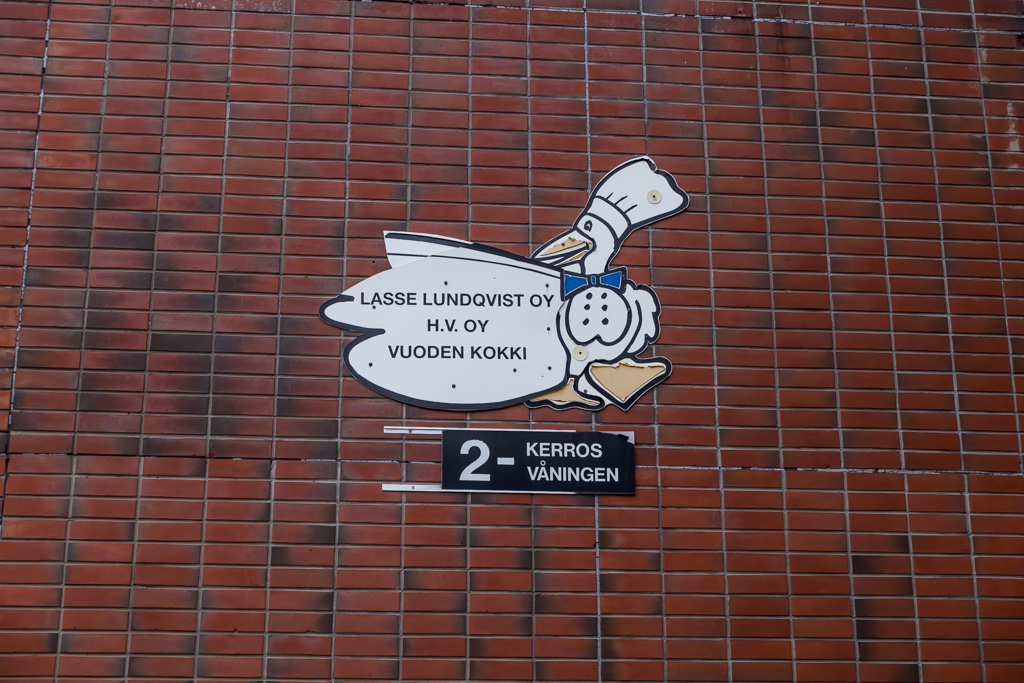 LASSE LUNDQVIST OY
H.V. OY
VUODEN KOKKI
2- KERROS
VÅNINGEN